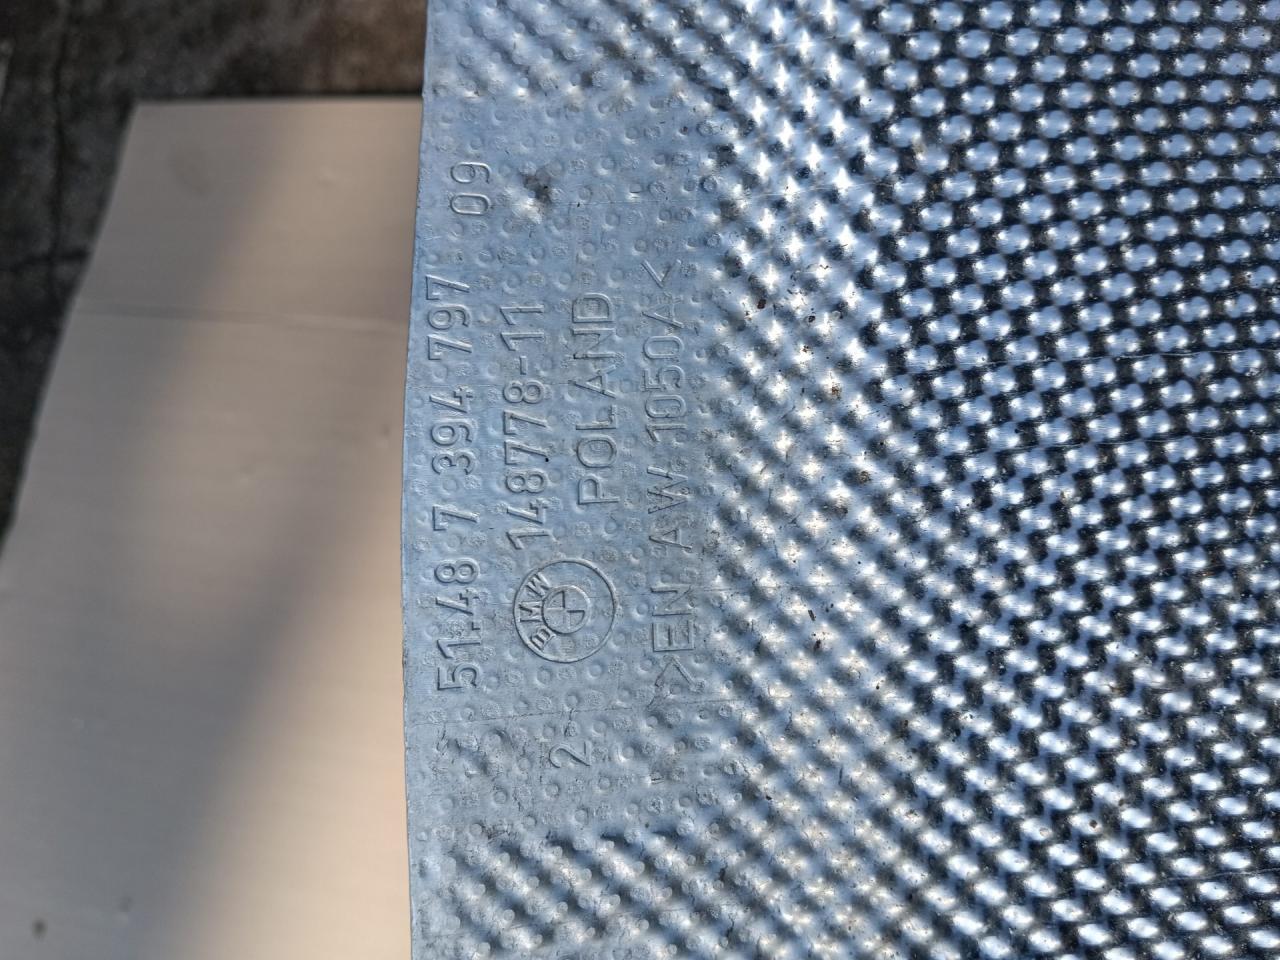 51.48 7 394 797 09
148778-11
BMW
POLAND
>EN AW 1050A<
2